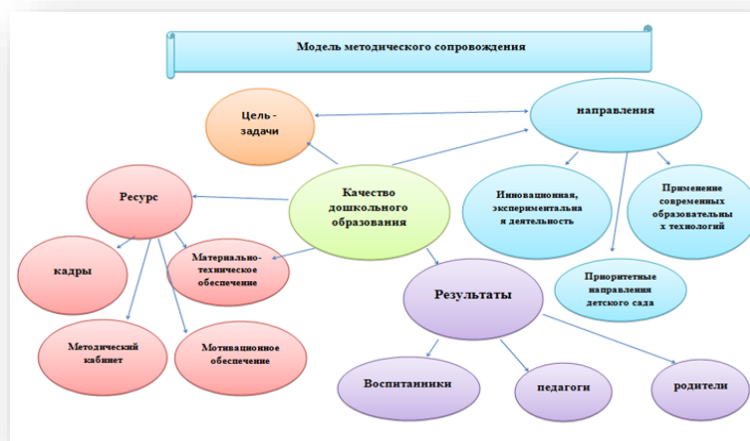 Модель методического сопровождения
Цель -
задачи
направления
Ресурс
Качество
дошкольного
образования
Инновационная,
экспериментальна
я деятельность
Применение
современных
образовательны
х технологий
кадры
Материально-
техническое
обеспечение
Результаты
Приоритетные
направления
детского сада
Методический
кабинет
Мотивационное
обеспечение
Воспитанники
педагоги
родители